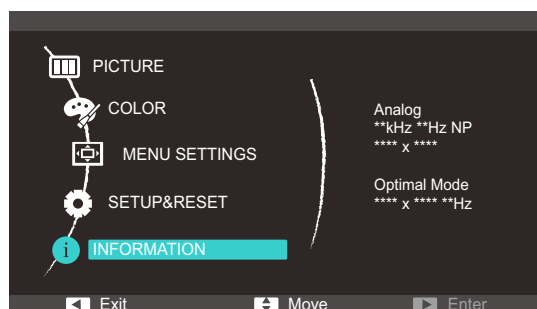 PICTURE
COLOR
MENU SETTINGS
SETUP&RESET
i INFORMATION
Analog
**kHz **Hz NP
**** x ****
Optimal Mode
**** x **** **Hz
Exit Move Enter